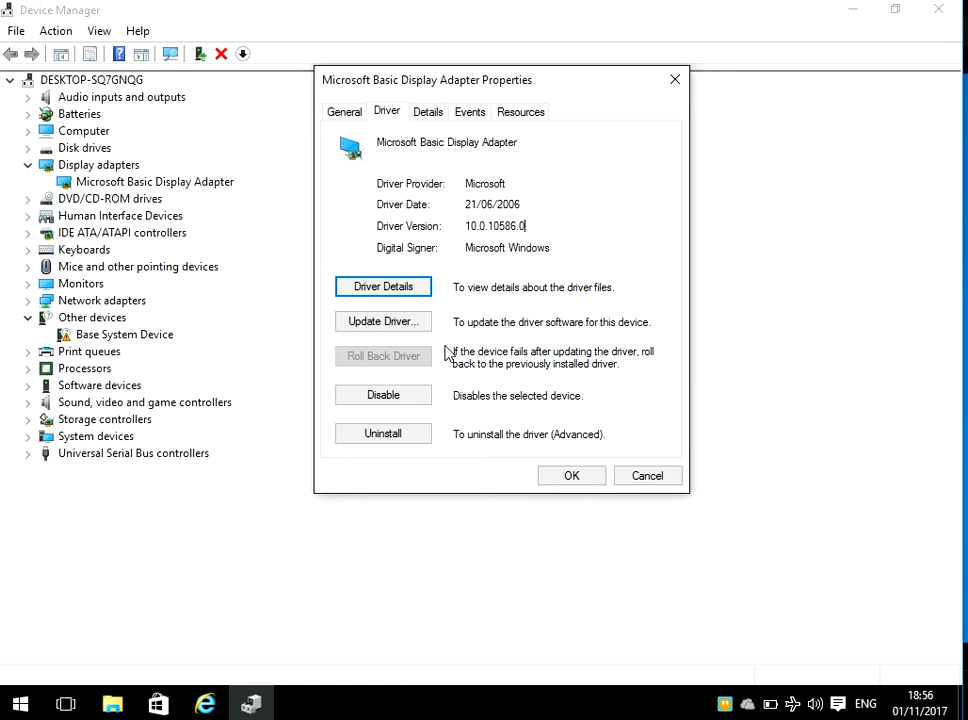 Device Manager
File Action View Help
DESKTOP-SQ7GNQG
Audio inputs and outputs
Batteries
Computer
Disk drives
Display adapters
Microsoft Basic Display Adapter
DVD/CD-ROM drives
Human Interface Devices
IDE ATA/ATAPI controllers
Keyboards
Mice and other pointing devices
Monitors
Network adapters
Other devices
Base System Device
Print queues
Processors
Software devices
Sound, video and game controllers
Storage controllers
System devices
Universal Serial Bus controllers
Microsoft Basic Display Adapter Properties
General Driver Details Events Resources
Microsoft Basic Display Adapter
Driver Provider: Microsoft
Driver Date: 21/06/2006
Driver Version: 10.0.10586.0
Digital Signer: Microsoft Windows
Driver Details To view details about the driver files.
Update Driver... To update the driver software for this device.
Roll Back Driver If the device fails after updating the driver, roll
back to the previously installed driver.
Disable Disables the selected device.
Uninstall To uninstall the driver (Advanced).
OK Cancel
ENG
18:56
01/11/2017